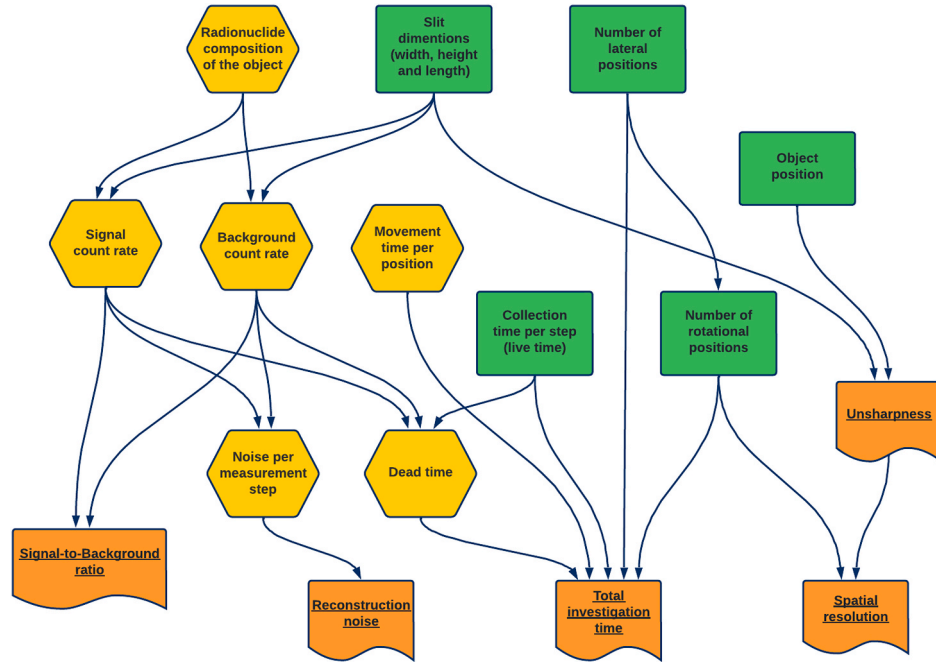 Radionuclide
composition
of the object
Slit
dimentions
(width, height
and length)
Number of
lateral
positions
Object
position
Signal
count rate
Background
count rate
Movement
time per
position
Collection
time per step
(live time)
Number of
rotational
positions
Unsharpness
Noise per
measurement
step
Dead time
Signal-to-Background
ratio
Reconstruction
noise
Total
investigation
time
Spatial
resolution